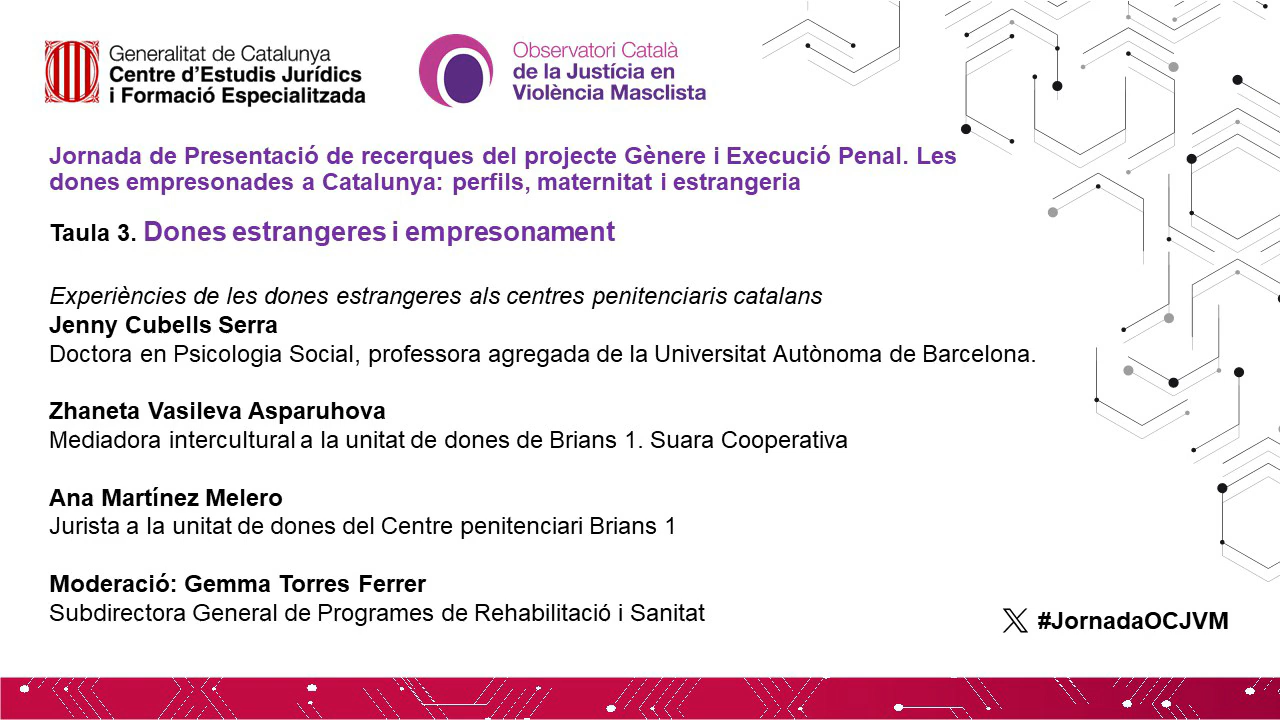 Generalitat de Catalunya
Centre d'Estudis Jurídics
i Formació Especialitzada
Observatori Català
de la Justícia en
Violència Masclista
Jornada de Presentació de recerques del projecte Gènere i Execució Penal. Les
dones empresonades a Catalunya: perfils, maternitat i estrangeria
Taula 3. Dones estrangeres i empresonament
Experiències de les dones estrangeres als centres penitenciaris catalans
Jenny Cubells Serra
Doctora en Psicologia Social, professora agregada de la Universitat Autònoma de Barcelona.
Zhaneta Vasileva Asparuhova
Mediadora intercultural a la unitat de dones de Brians 1. Suara Cooperativa
Ana Martínez Melero
Jurista a la unitat de dones del Centre penitenciari Brians 1
Moderació: Gemma Torres Ferrer
Subdirectora General de Programes de Rehabilitació i Sanitat
#JornadaOCJVM